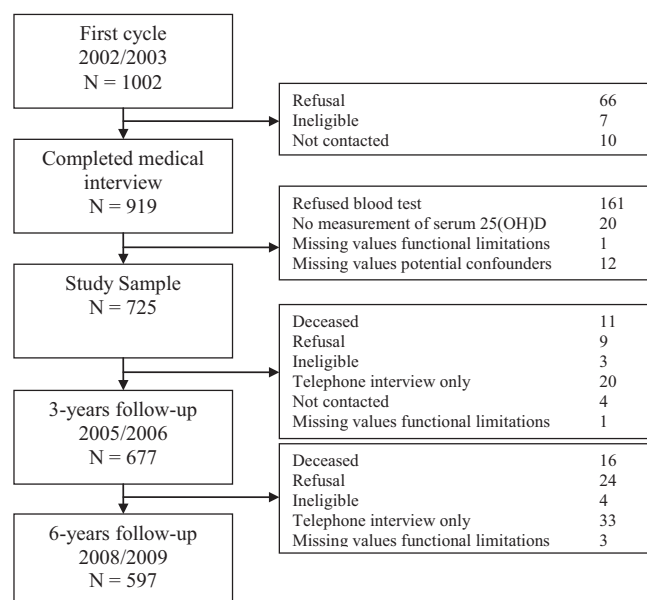 First cycle
2002/2003
N = 1002
Refusal 66
Ineligible 7
Not contacted 10
Completed medical
interview
N = 919
Refused blood test 161
No measurement of serum 25(OH)D 20
Missing values functional limitations 1
Missing values potential confounders 12
Study Sample
N = 725
Deceased 11
Refusal 9
Ineligible 3
Telephone interview only 20
Not contacted 4
Missing values functional limitations 1
3-years follow-up
2005/2006
N = 677
Deceased 16
Refusal 24
Ineligible 4
Telephone interview only 33
Missing values functional limitations 3
6-years follow-up
2008/2009
N = 597